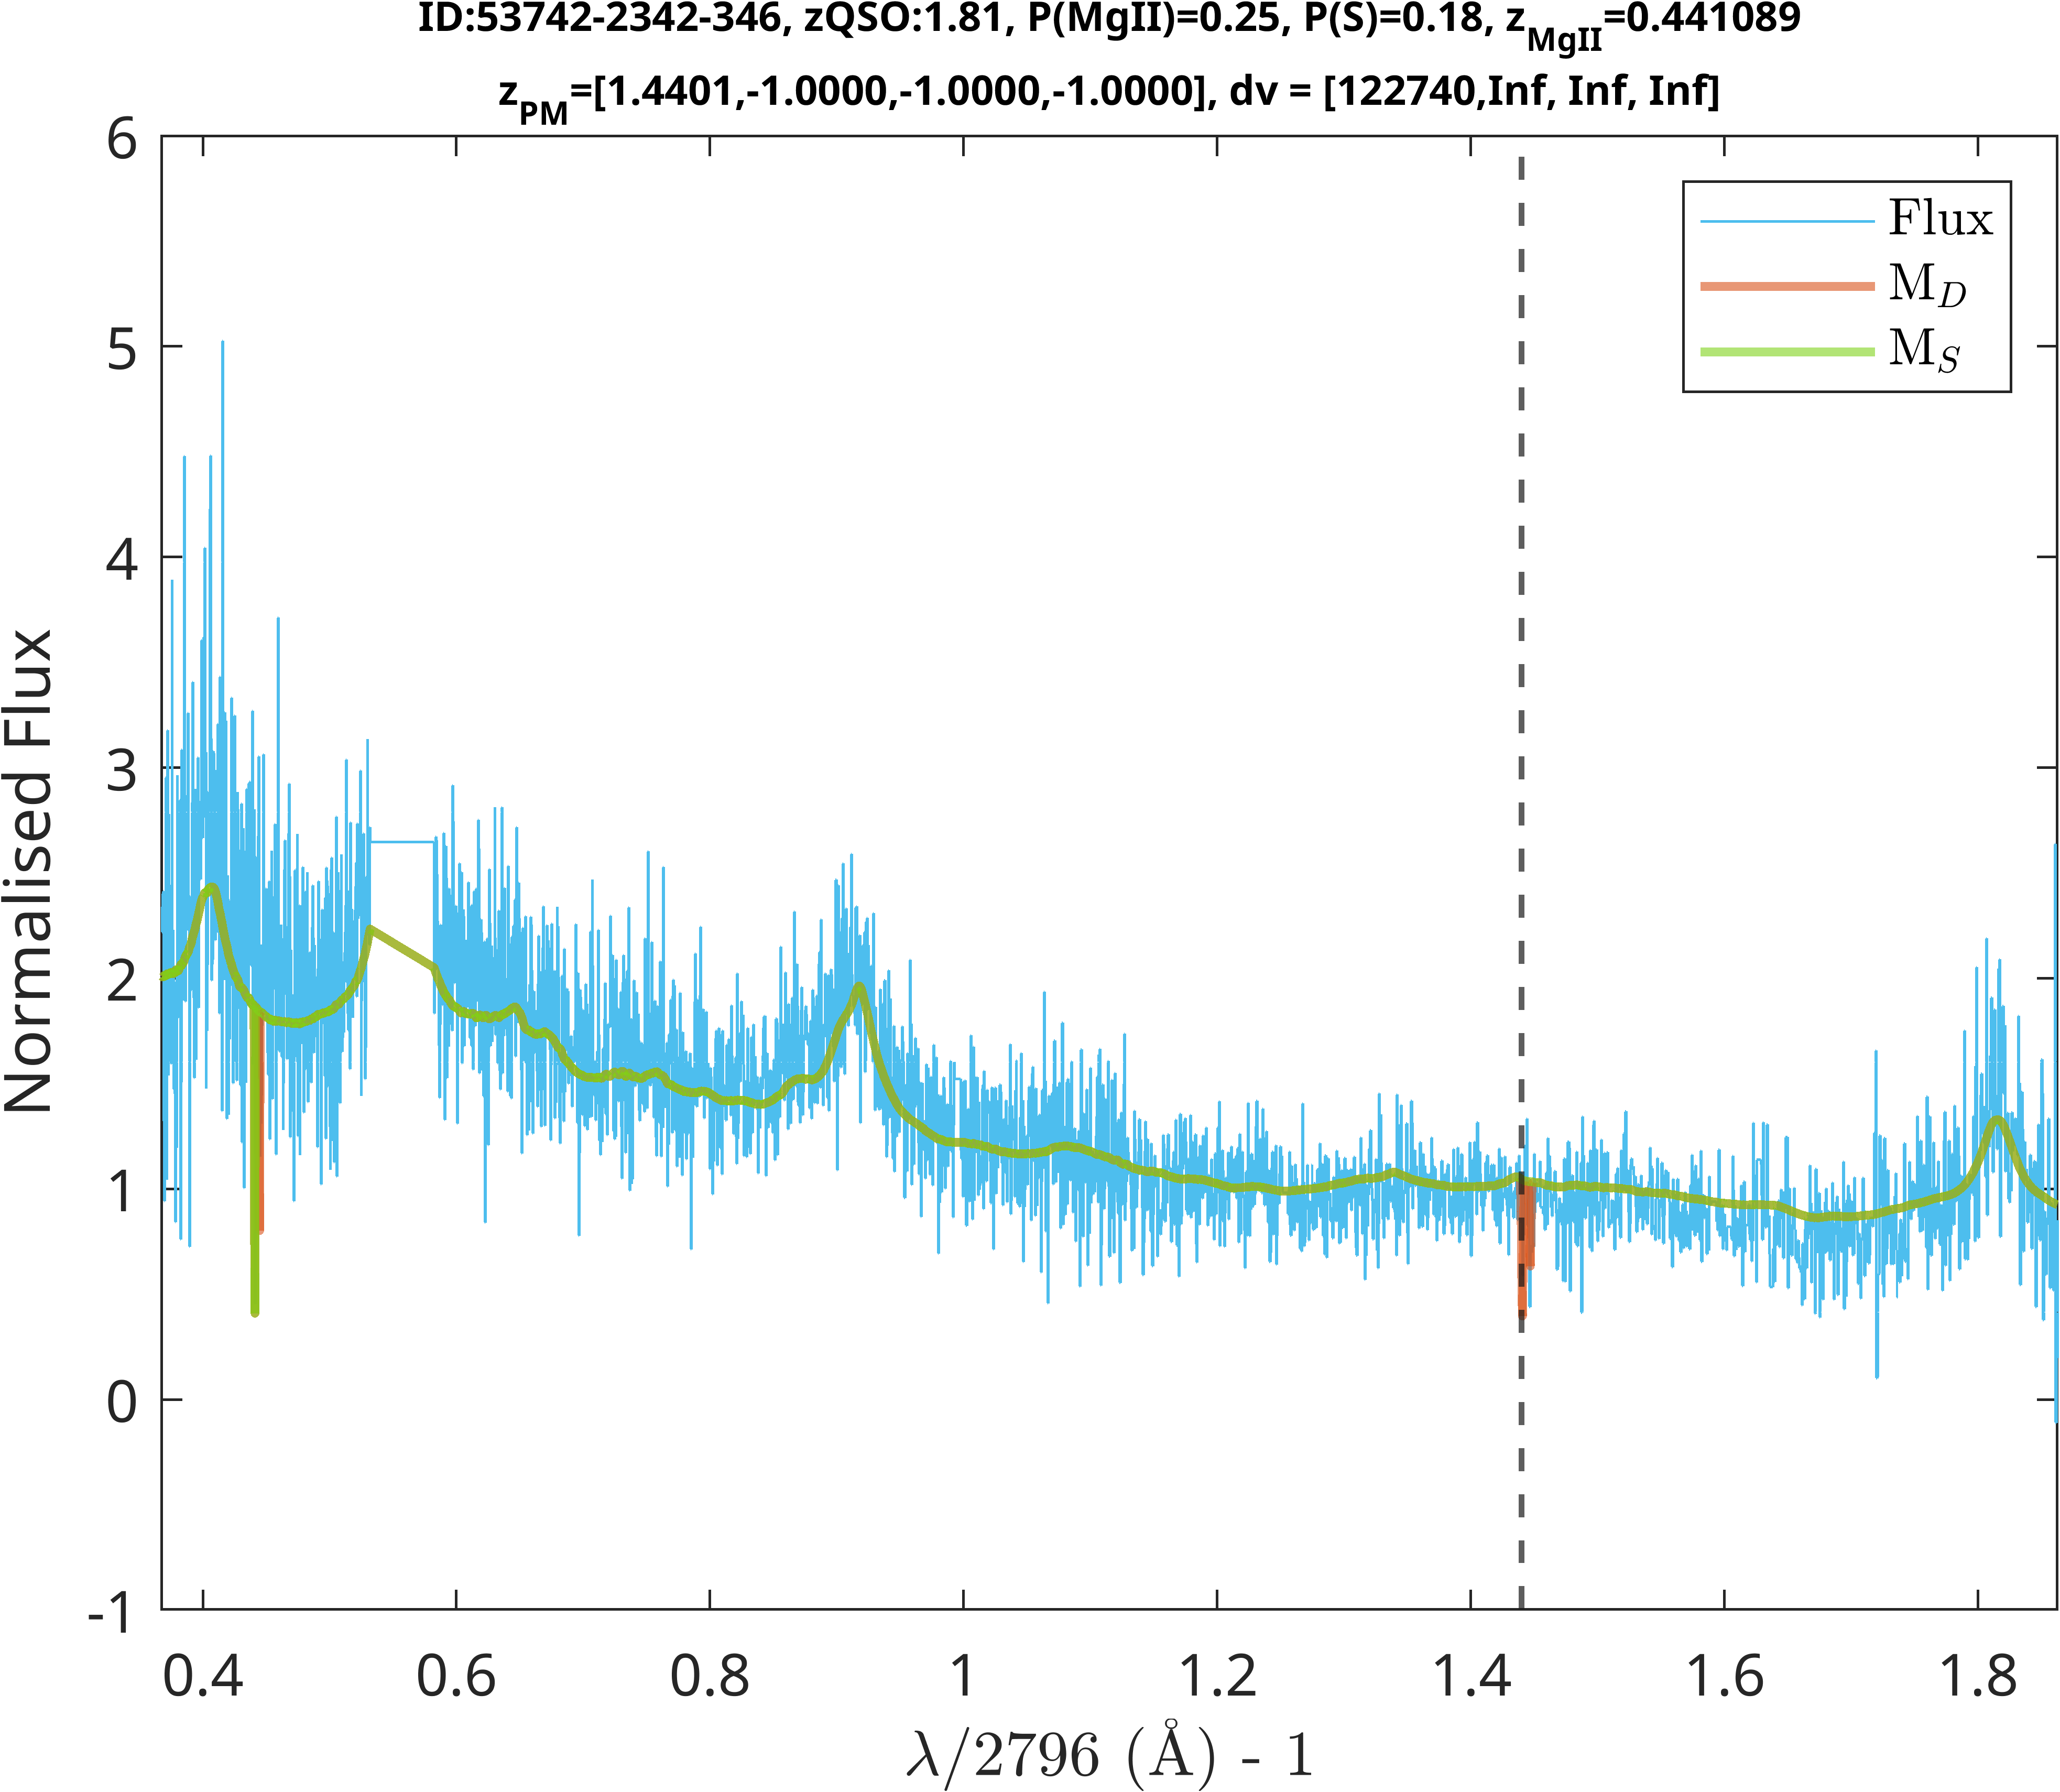 ID:53742-2342-346, zQSO:1.81, P(MgII)=0.25, P(S)=0.18, zMgII=0.441089
zPM=[1.4401,-1.0000,-1.0000,-1.0000], dv = [122740,Inf, Inf, Inf]
6
5
4
3
2
1
0
-1
Normalised Flux
Flux
MD
MS
0.4 0.6 0.8 1 1.2 1.4 1.6 1.8
λ/2796 (Å) - 1